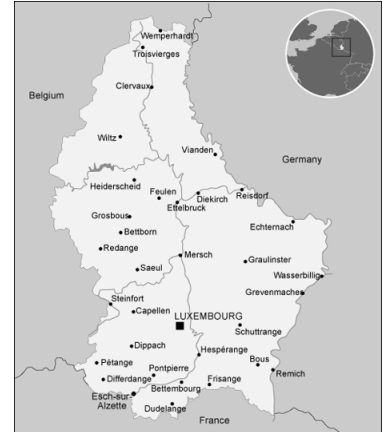 Wemperhardt
Troisvierges
Clervaux
Belgium
Wiltz
Vianden
Germany
Heiderscheid
Feulen
Diekirch
Reisdorf
Ettelbruck
Grosbous
Echternach
Bettborn
Redange
Mersch
Graulinster
Saeul
Wasserbillig
Grevenmacher
Steinfort
Capellen
LUXEMBOURG
Schuttrange
Dippach
Hespérange
Bous
Pétange
Pontpierre
Remich
Differdange
Frisange
Bettembourg
Esch-sur-
Alzette
Dudelange
France